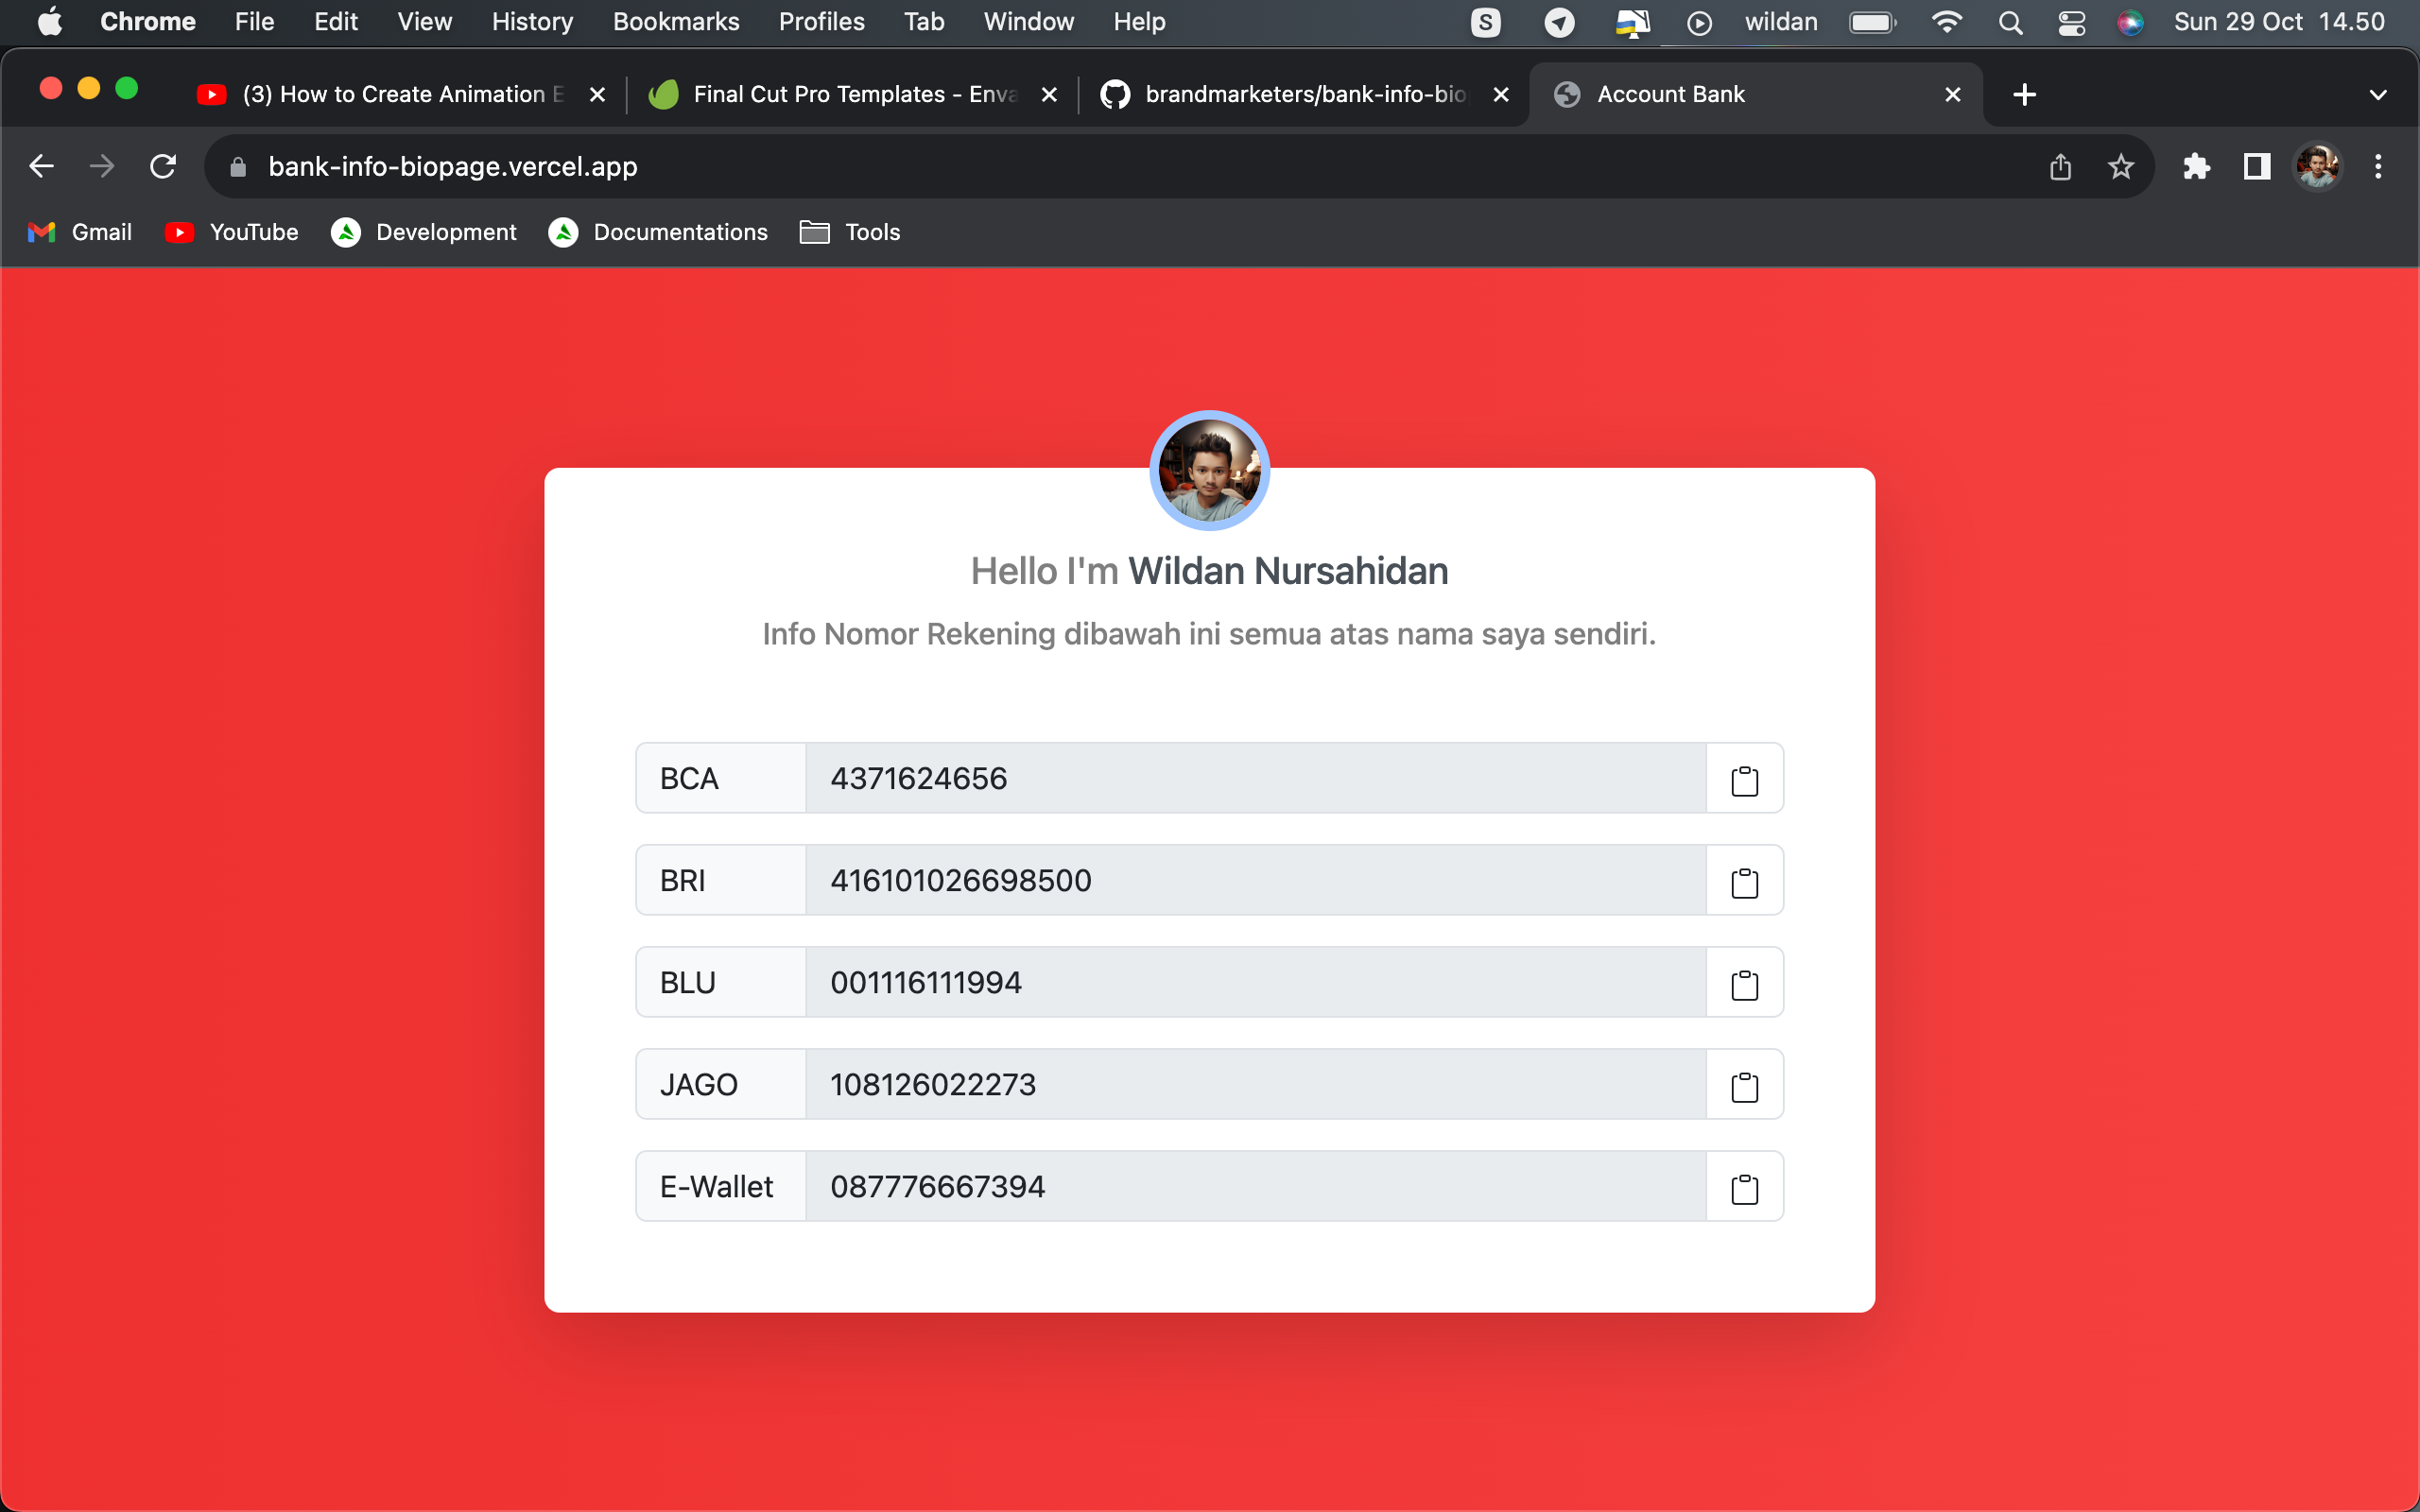 Chrome File Edit View History Bookmarks Profiles Tab Window Help S wildan Sun 29 Oct 14.50
(3) How to Create Animation E Final Cut Pro Templates - Enva brandmarketers/bank-info-bio Account Bank
bank-info-biopage.vercel.app
Gmail YouTube Development Documentations Tools
Hello I'm Wildan Nursahidan
Info Nomor Rekening dibawah ini semua atas nama saya sendiri.
BCA 4371624656
BRI 416101026698500
BLU 001116111994
JAGO 108126022273
E-Wallet 087776667394